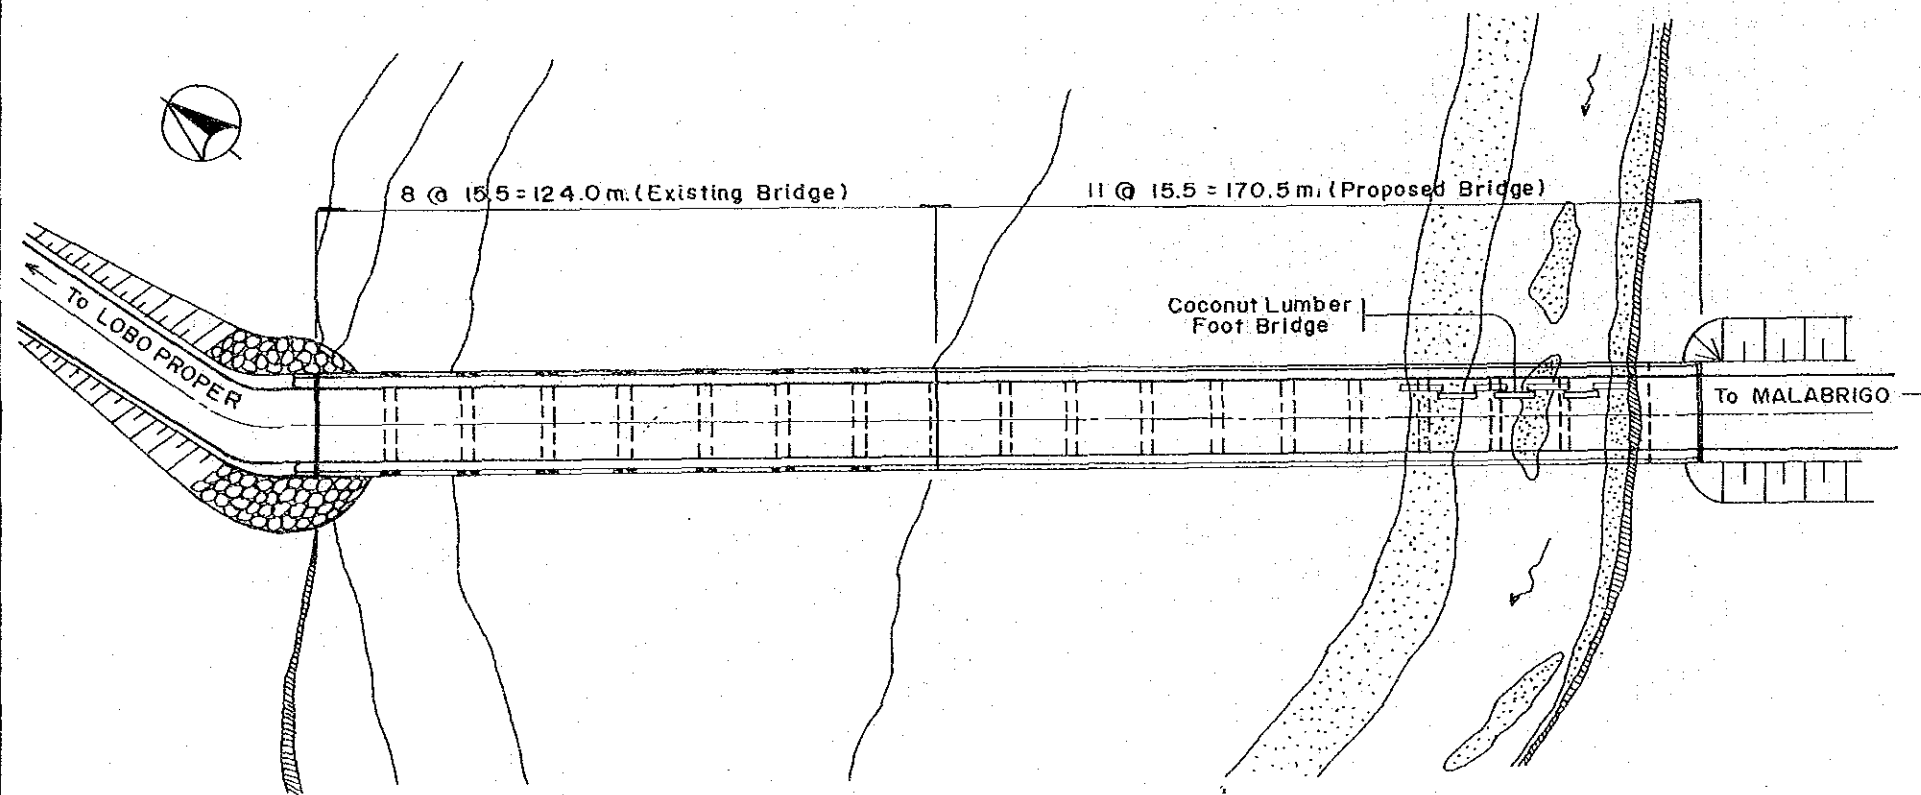 8 @ 15.5 = 124.0 m. (Existing Bridge)
11 @ 15.5 = 170.5 m. (Proposed Bridge)
To LOBO PROPER
Coconut Lumber
Foot Bridge
To MALABRIGO